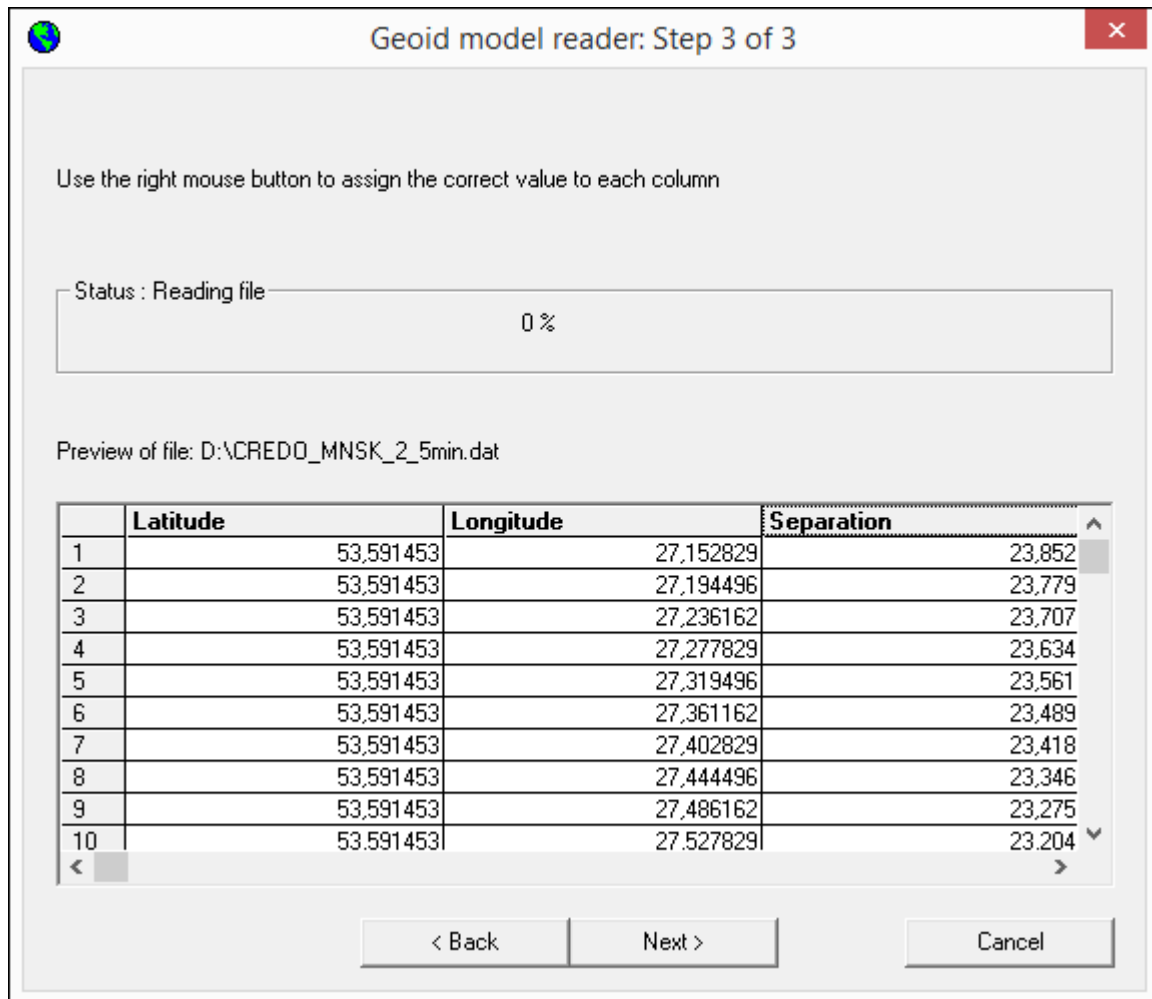 Geoid model reader: Step 3 of 3
Use the right mouse button to assign the correct value to each column
Status : Reading file
0 %
Preview of file: D:\CREDO_MNSK_2_5min.dat
Latitude Longitude Separation
1 53,591453 27,152829 23,852
2 53,591453 27,194496 23,779
3 53,591453 27,236162 23,707
4 53,591453 27,277829 23,634
5 53,591453 27,319496 23,561
6 53,591453 27,361162 23,489
7 53,591453 27,402829 23,418
8 53,591453 27,444496 23,346
9 53,591453 27,486162 23,275
10 53,591453 27,527829 23,204
< Back Next > Cancel